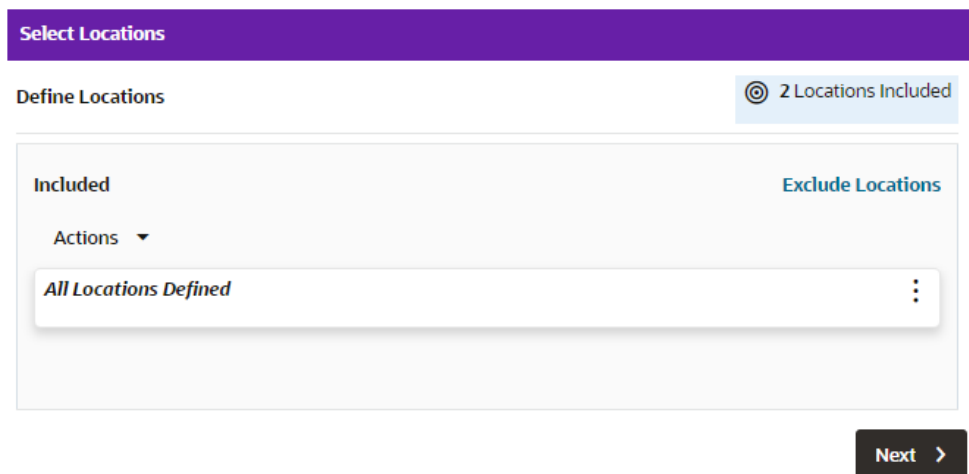 Select Locations
Define Locations
2 Locations Included
Included
Exclude Locations
Actions
All Locations Defined
Next